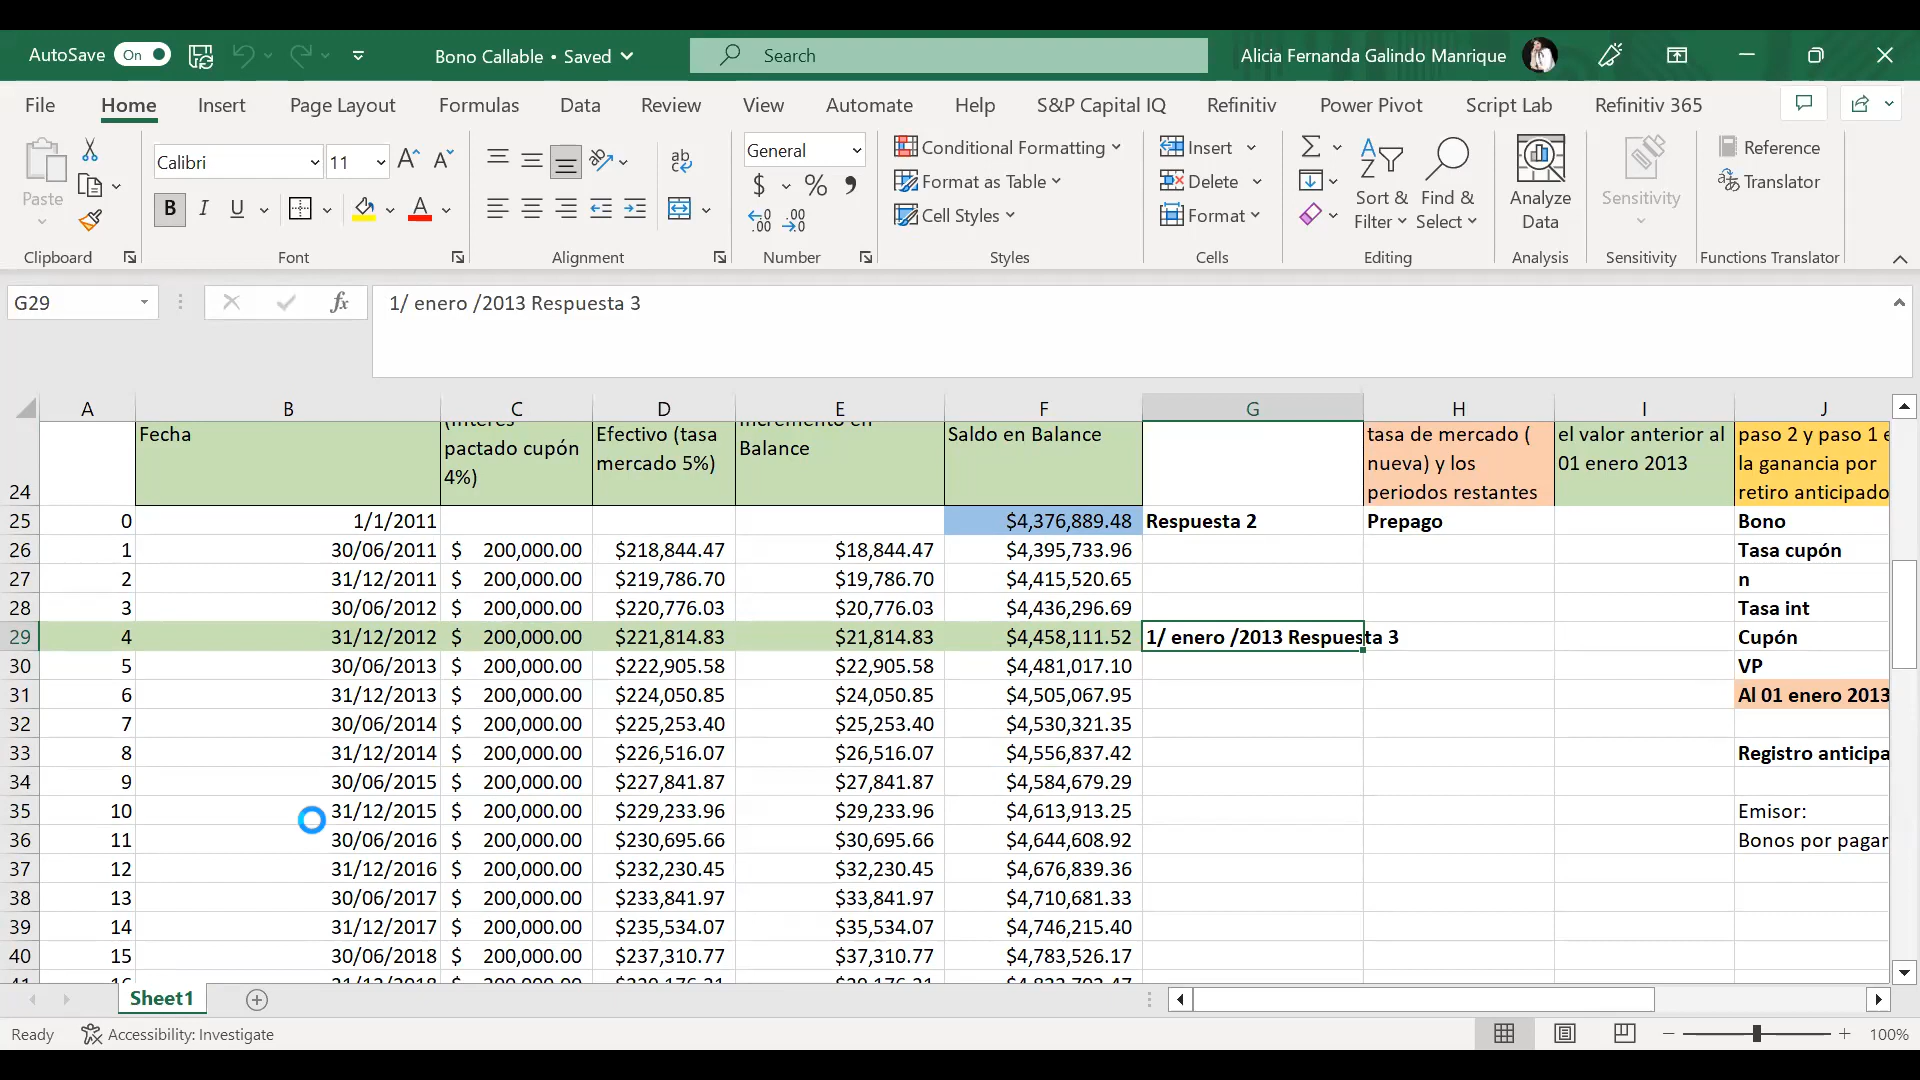 AutoSave On Bono Callable • Saved Search Alicia Fernanda Galindo Manrique
File Home Insert Page Layout Formulas Data Review View Automate Help S&P Capital IQ Refinitiv Power Pivot Script Lab Refinitiv 365
Paste Calibri 11 General Conditional Formatting Insert Reference
Format as Table Delete Translator
Cell Styles Format Sort & Filter Find & Select Analyze Data Sensitivity
Clipboard Font Alignment Number Styles Cells Editing Analysis Sensitivity Functions Translator
G29 fx 1/ enero /2013 Respuesta 3
A B C D E F G H I J
24 Fecha pactado cupón 4%) Efectivo (tasa mercado 5%) Balance Saldo en Balance tasa de mercado ( nueva) y los periodos restantes el valor anterior al 01 enero 2013 paso 2 y paso 1 e la ganancia por retiro anticipado
25 0 1/1/2011 $4,376,889.48 Respuesta 2 Prepago Bono
26 1 30/06/2011 $ 200,000.00 $218,844.47 $18,844.47 $4,395,733.96 Tasa cupón
27 2 31/12/2011 $ 200,000.00 $219,786.70 $19,786.70 $4,415,520.65 n
28 3 30/06/2012 $ 200,000.00 $220,776.03 $20,776.03 $4,436,296.69 Tasa int
29 4 31/12/2012 $ 200,000.00 $221,814.83 $21,814.83 $4,458,111.52 1/ enero /2013 Respuesta 3 Cupón
30 5 30/06/2013 $ 200,000.00 $222,905.58 $22,905.58 $4,481,017.10 VP
31 6 31/12/2013 $ 200,000.00 $224,050.85 $24,050.85 $4,505,067.95 Al 01 enero 2013
32 7 30/06/2014 $ 200,000.00 $225,253.40 $25,253.40 $4,530,321.35
33 8 31/12/2014 $ 200,000.00 $226,516.07 $26,516.07 $4,556,837.42 Registro anticipa
34 9 30/06/2015 $ 200,000.00 $227,841.87 $27,841.87 $4,584,679.29
35 10 31/12/2015 $ 200,000.00 $229,233.96 $29,233.96 $4,613,913.25 Emisor:
36 11 30/06/2016 $ 200,000.00 $230,695.66 $30,695.66 $4,644,608.92 Bonos por pagar
37 12 31/12/2016 $ 200,000.00 $232,230.45 $32,230.45 $4,676,839.36
38 13 30/06/2017 $ 200,000.00 $233,841.97 $33,841.97 $4,710,681.33
39 14 31/12/2017 $ 200,000.00 $235,534.07 $35,534.07 $4,746,215.40
40 15 30/06/2018 $ 200,000.00 $237,310.77 $37,310.77 $4,783,526.17
Sheet1
Ready Accessibility: Investigate 100%